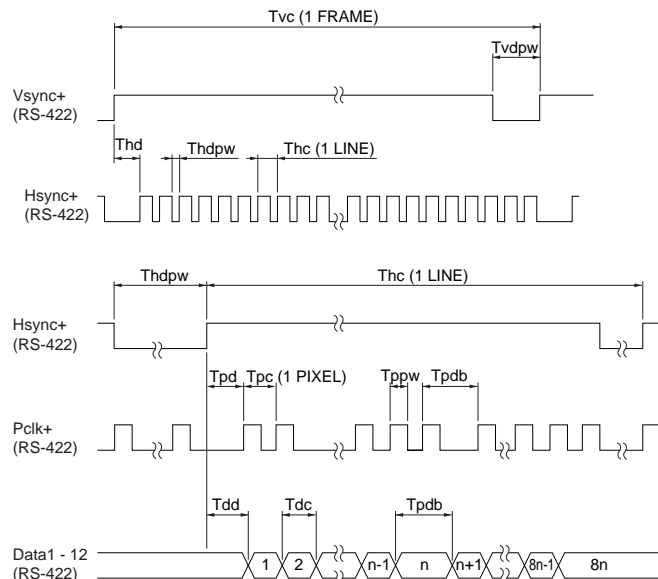 Tvc (1 FRAME)
Tvdpw
Vsync+
(RS-422)
Thd
Thdpw
Thc (1 LINE)
Hsync+
(RS-422)
Thdpw
Thc (1 LINE)
Hsync+
(RS-422)
Tpd
Tpc (1 PIXEL)
Tppw
Tpdb
Pclk+
(RS-422)
Tdd
Tdc
Tpdb
Data1 - 12
(RS-422)
1
2
n-1
n
n+1
8n-1
8n